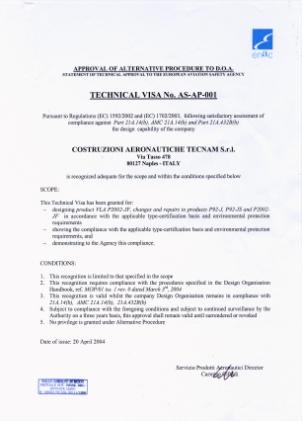 enac
APPROVAL OF ALTERNATIVE PROCEDURE TO D.O.A.
STATEMENT OF TECHNICAL APPROVAL TO THE EUROPEAN AVIATION SAFETY AGENCY
TECHNICAL VISA No. AS-AP-001
Pursuant to Regulations (EC) 1592/2002 and (EC) 1702/2003, following satisfactory assessment of
compliance against Part 21A.14(b), AMC 21A.14(b) and Part 21A.432B(b)
the design capability of the company
COSTRUZIONI AERONAUTICHE TECNAM S.r.l.
Via Tasso 478
80127 Naples - ITALY
is recognized adequate for the scope and within the conditions specified below
SCOPE:
This Technical Visa has been granted for:
- designing product VLA P2002-JF, changes and repairs to products P92-J, P92-JS and P2002-
JF in accordance with the applicable type-certification basis and environmental protection
requirements
- showing the compliance with the applicable type-certification basis and environmental protection
requirements, and
- demonstrating to the Agency this compliance.
CONDITIONS:
1. This recognition is limited to that specified in the scope
2. This recognition requires compliance with the procedures specified in the Design Organisation
Handbook, ref. MOP/01 iss. 1 rev. 0 dated March 3rd, 2004
3. This recognition is valid whilst the company Design Organisation remains in compliance with
21A.14(b), AMC 21A.14(b), 21A.432B(b)
4. Subject to compliance with the foregoing conditions and subject to continued surveillance by the
Authority on a three years basis, this approval shall remain valid until surrendered or revoked
5. No privilege is granted under Alternative Procedure
Date of issue: 20 April 2004
Servizio Prodotti Aeronautici Director